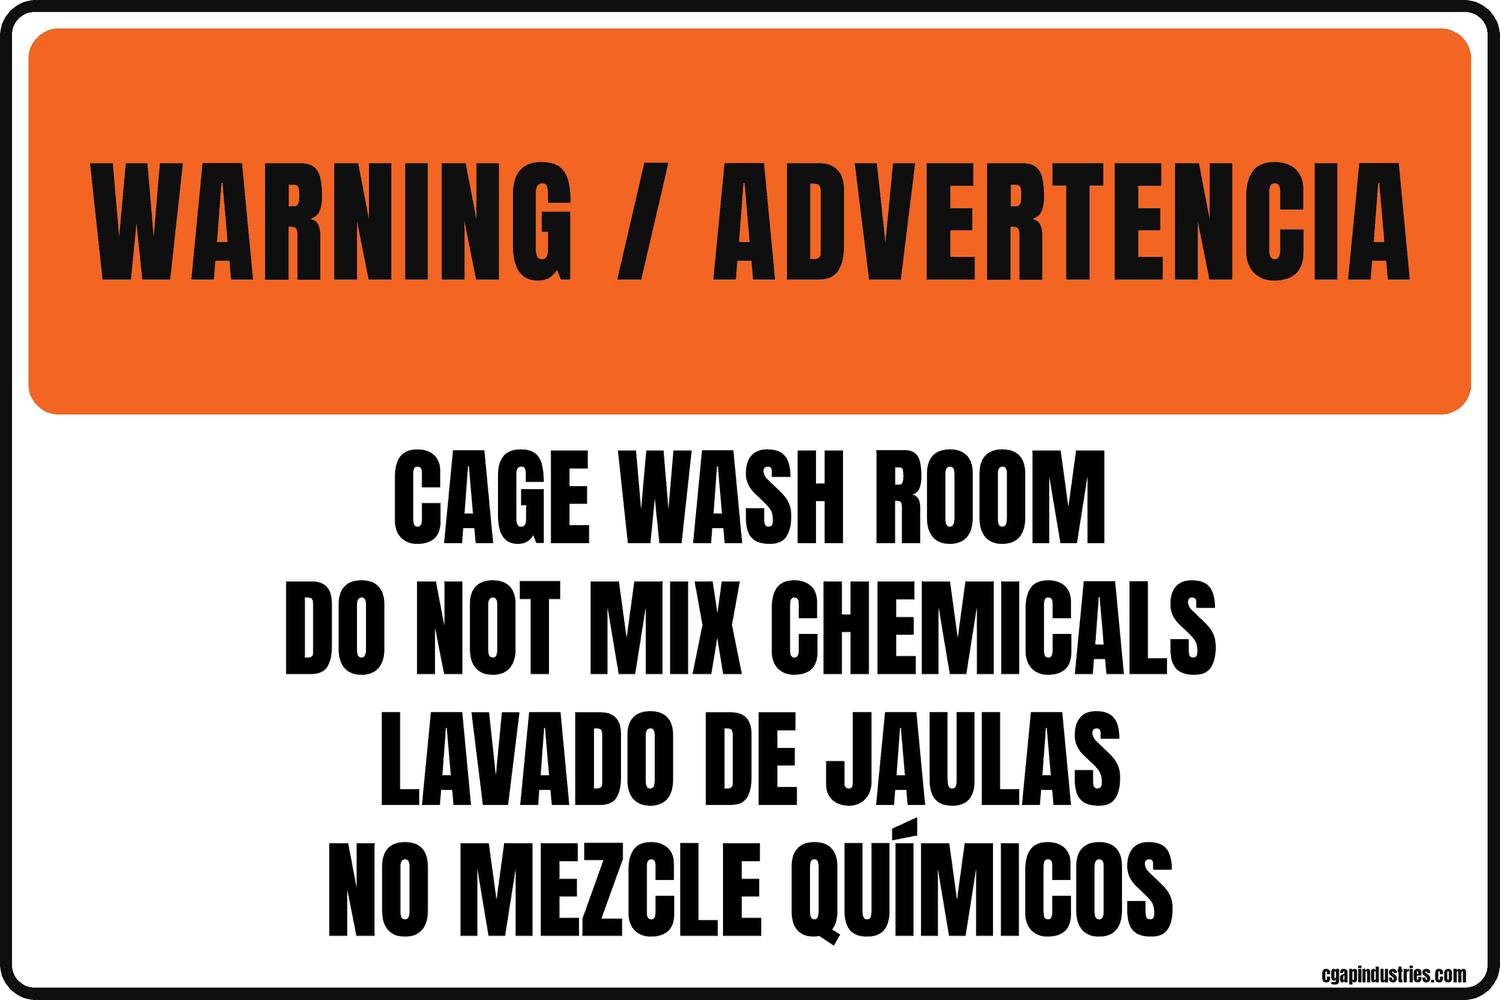 WARNING / ADVERTENCIA
CAGE WASH ROOM
DO NOT MIX CHEMICALS
LAVADO DE JAULAS
NO MEZCLE QUÍMICOS
cgapindustries.com